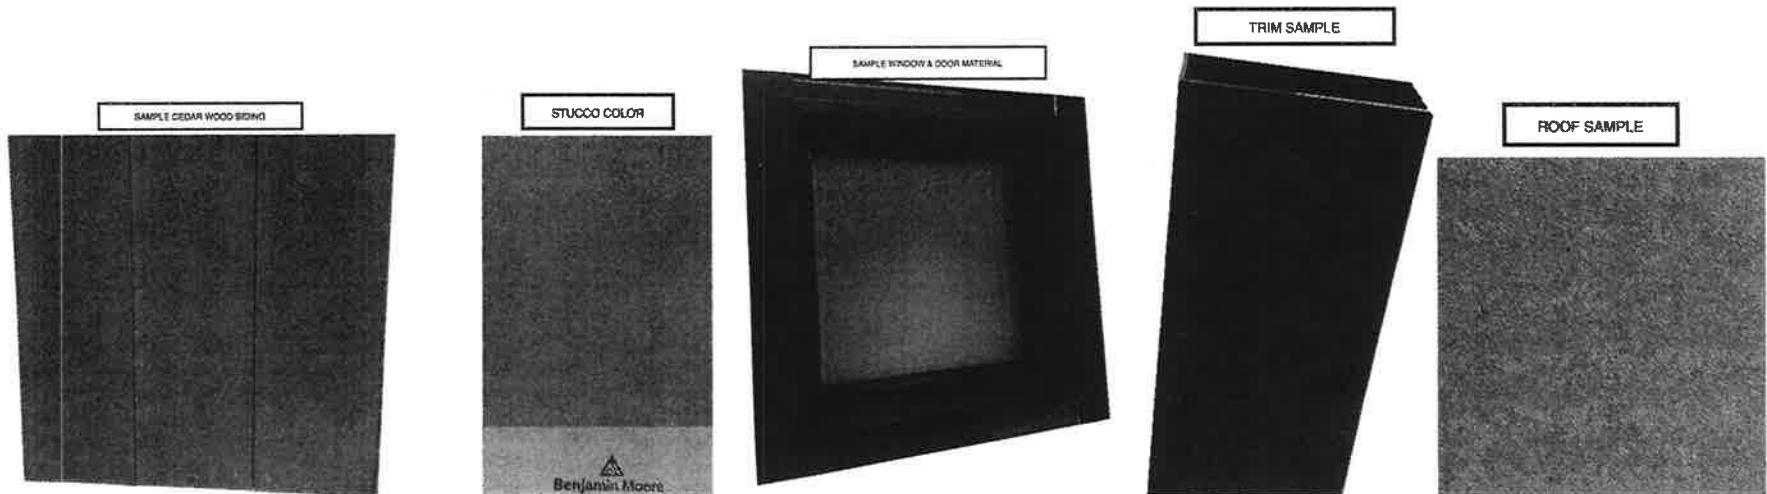 SAMPLE CEDAR WOOD SIDING
STUCCO COLOR
SAMPLE WINDOW & DOOR MATERIAL
TRIM SAMPLE
ROOF SAMPLE
Benjamin Moore